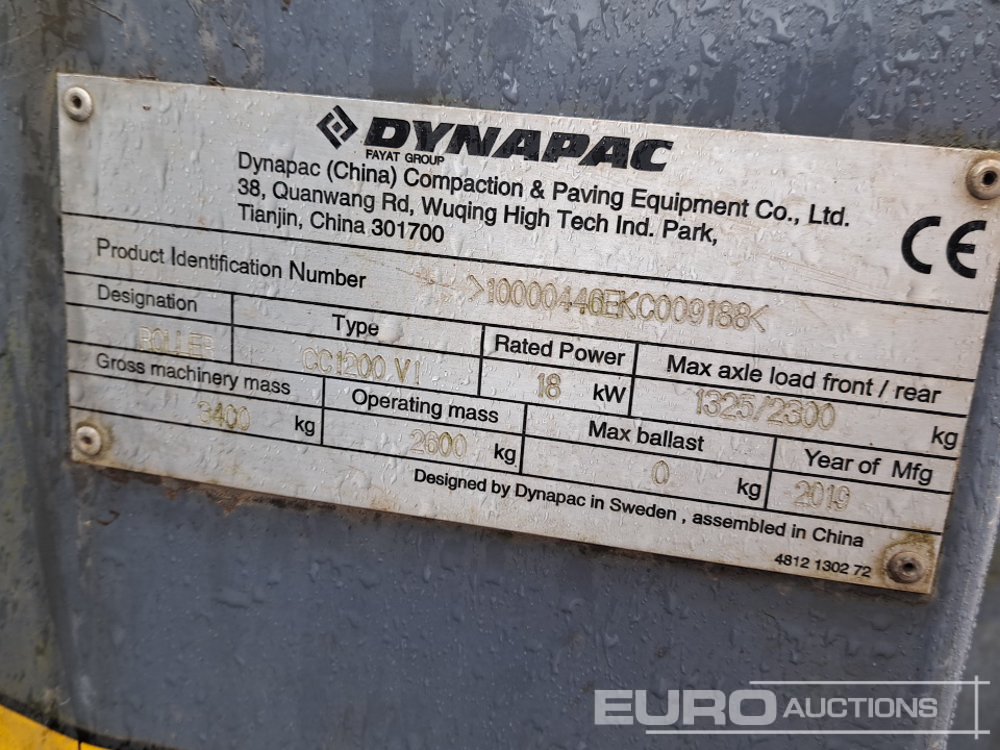 DYNAPAC
FAYAT GROUP
Dynapac (China) Compaction & Paving Equipment Co., Ltd.
38, Quanwang Rd, Wuqing High Tech Ind. Park,
Tianjin, China 301700
CE
Product Identification Number >10000446EKC009188<
Designation Type Rated Power Max axle load front / rear
ROLLER CC1200 VI 18 kW 1325/2300 kg
Gross machinery mass Operating mass Max ballast Year of Mfg
3400 kg 2600 kg 0 kg 2019
Designed by Dynapac in Sweden , assembled in China
4812 1302 72
EURO AUCTIONS